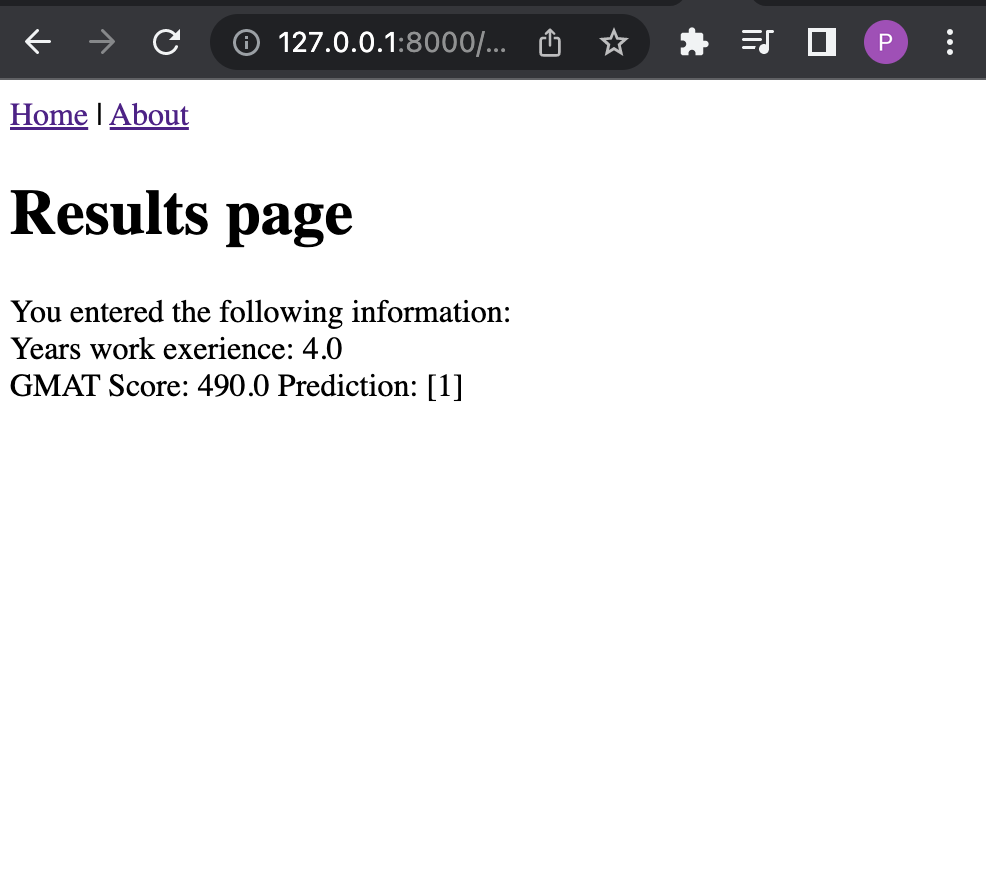 127.0.0.1:8000/...
P
Home | About
Results page
You entered the following information:
Years work exerience: 4.0
GMAT Score: 490.0 Prediction: [1]